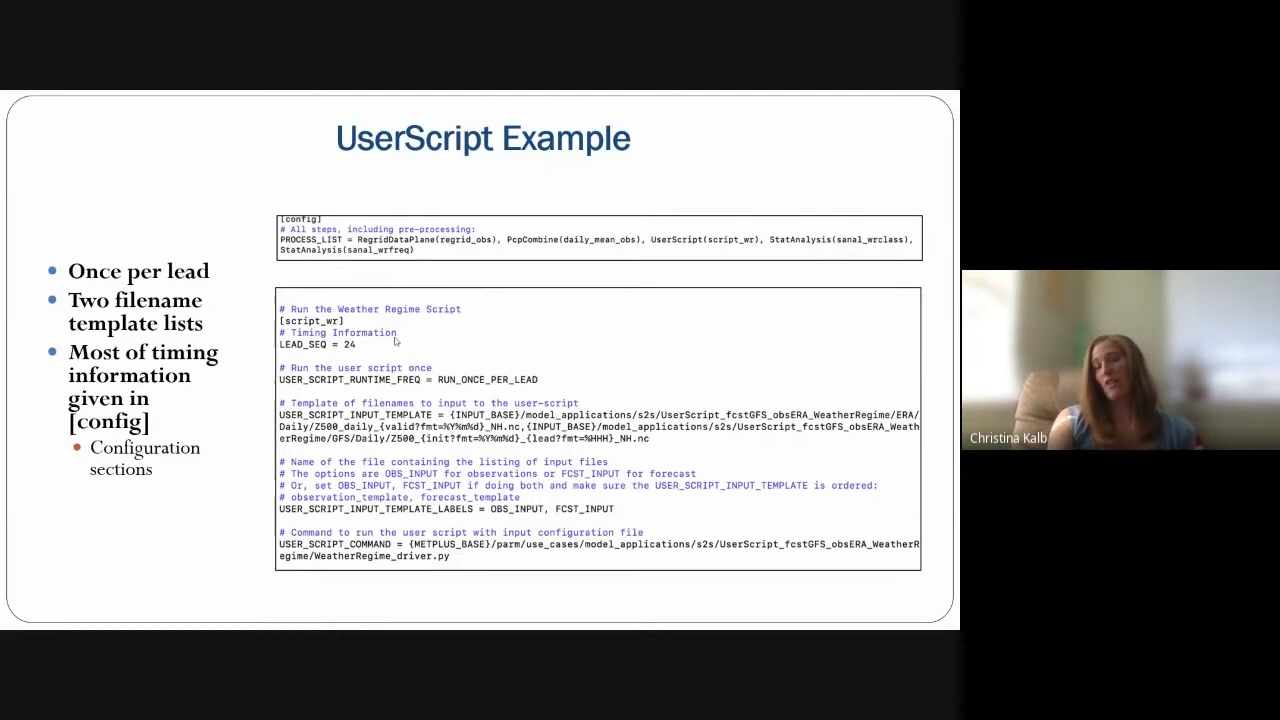 UserScript Example
Once per lead
Two filename
template lists
Most of timing
information
given in
[config]
Configuration
sections
[config]
# All steps, including pre-processing:
PROCESS_LIST = RegridDataPlane(regrid_obs), PcpCombine(daily_mean_obs), UserScript(script_wr), StatAnalysis(sanal_wrclass),
StatAnalysis(sanal_wrfreq)
# Run the Weather Regime Script
[script_wr]
# Timing Information
LEAD_SEQ = 24
# Run the user script once
USER_SCRIPT_RUNTIME_FREQ = RUN_ONCE_PER_LEAD
# Template of filenames to input to the user-script
USER_SCRIPT_INPUT_TEMPLATE = {INPUT_BASE}/model_applications/s2s/UserScript_fcstGFS_obsERA_WeatherRegime/ERA/
Daily/Z500_daily_{valid?fmt=%Y%m%d}_NH.nc,{INPUT_BASE}/model_applications/s2s/UserScript_fcstGFS_obsERA_Weath
erRegime/GFS/Daily/Z500_{init?fmt=%Y%m%d}_{lead?fmt=%HHH}_NH.nc
# Name of the file containing the listing of input files
# The options are OBS_INPUT for observations or FCST_INPUT for forecast
# Or, set OBS_INPUT, FCST_INPUT if doing both and make sure the USER_SCRIPT_INPUT_TEMPLATE is ordered:
# observation_template, forecast_template
USER_SCRIPT_INPUT_TEMPLATE_LABELS = OBS_INPUT, FCST_INPUT
# Command to run the user script with input configuration file
USER_SCRIPT_COMMAND = {METPLUS_BASE}/parm/use_cases/model_applications/s2s/UserScript_fcstGFS_obsERA_WeatherR
egime/WeatherRegime_driver.py
Christina Kalb